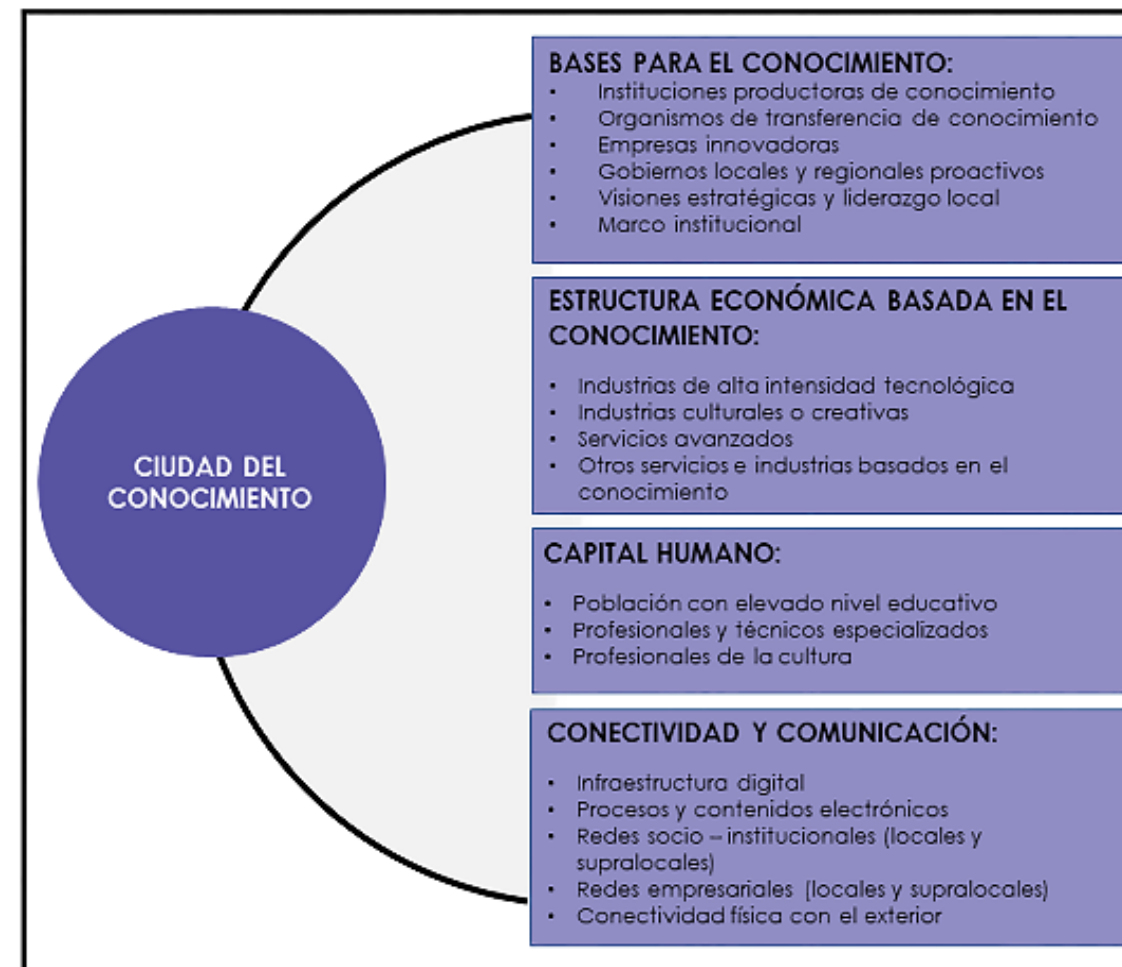 CIUDAD DEL
CONOCIMIENTO
BASES PARA EL CONOCIMIENTO:
• Instituciones productoras de conocimiento
• Organismos de transferencia de conocimiento
• Empresas innovadoras
• Gobiernos locales y regionales proactivos
• Visiones estratégicas y liderazgo local
• Marco institucional
ESTRUCTURA ECONÓMICA BASADA EN EL
CONOCIMIENTO:
• Industrias de alta intensidad tecnológica
• Industrias culturales o creativas
• Servicios avanzados
• Otros servicios e industrias basados en el
conocimiento
CAPITAL HUMANO:
• Población con elevado nivel educativo
• Profesionales y técnicos especializados
• Profesionales de la cultura
CONECTIVIDAD Y COMUNICACIÓN:
• Infraestructura digital
• Procesos y contenidos electrónicos
• Redes socio – institucionales (locales y
supralocales)
• Redes empresariales (locales y supralocales)
• Conectividad física con el exterior